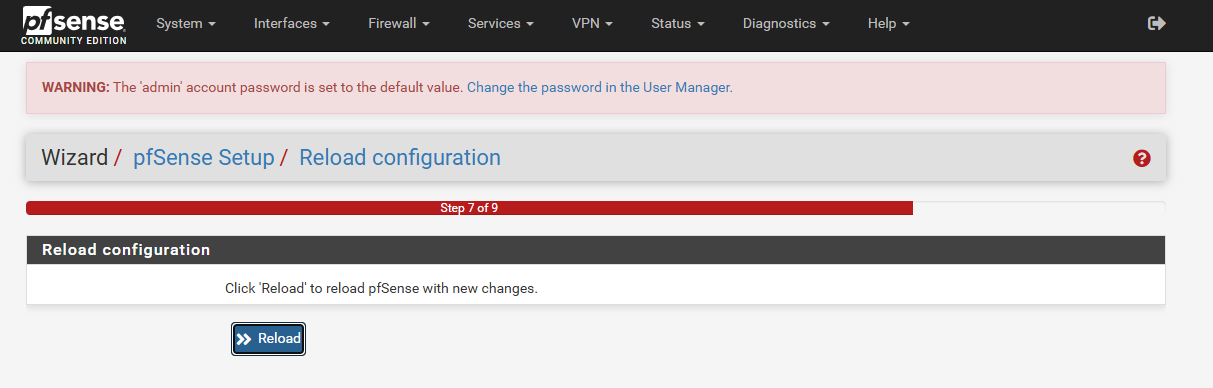 pfsense
COMMUNITY EDITION
System Interfaces Firewall Services VPN Status Diagnostics Help
WARNING: The 'admin' account password is set to the default value. Change the password in the User Manager.
Wizard / pfSense Setup / Reload configuration
Step 7 of 9
Reload configuration
Click 'Reload' to reload pfSense with new changes.
Reload